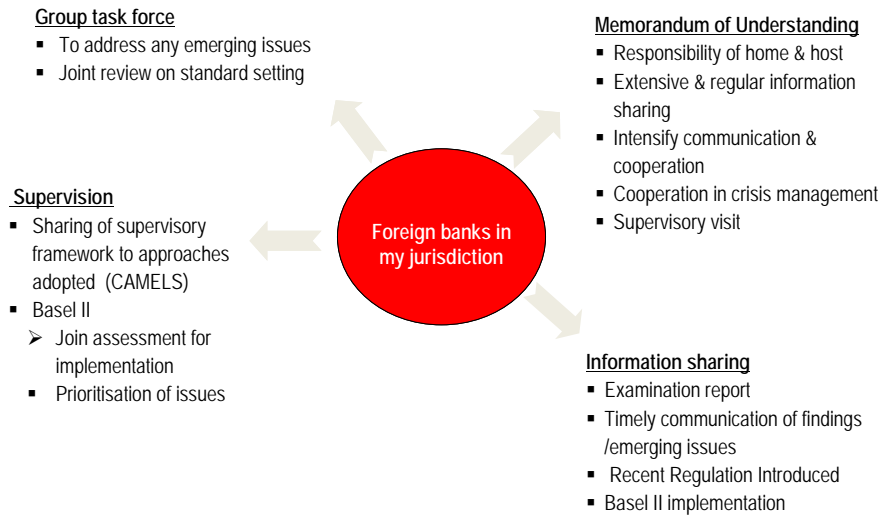 Group task force
▪ To address any emerging issues
▪ Joint review on standard setting
Memorandum of Understanding
▪ Responsibility of home & host
▪ Extensive & regular information
sharing
▪ Intensify communication &
cooperation
▪ Cooperation in crisis management
▪ Supervisory visit
Supervision
▪ Sharing of supervisory
framework to approaches
adopted (CAMELS)
▪ Basel II
➢ Join assessment for
implementation
▪ Prioritisation of issues
Foreign banks in
my jurisdiction
Information sharing
▪ Examination report
▪ Timely communication of findings
/emerging issues
▪ Recent Regulation Introduced
▪ Basel II implementation